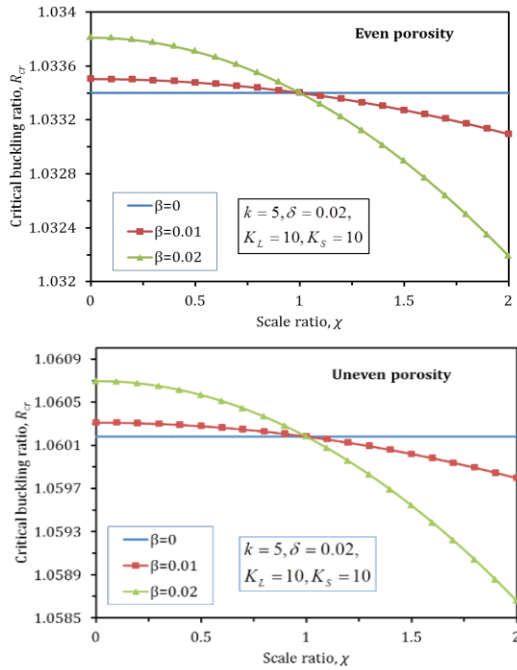 1.034
1.0336
1.0332
1.0328
1.0324
1.032
Critical buckling ratio, R_cr
Even porosity
β=0
β=0.01
β=0.02
k = 5, δ = 0.02,
K_L = 10, K_S = 10
0 0.5 1 1.5 2
Scale ratio, χ
1.0609
1.0605
1.0601
1.0597
1.0593
1.0589
1.0585
Critical buckling ratio, R_cr
Uneven porosity
β=0
β=0.01
β=0.02
k = 5, δ = 0.02,
K_L = 10, K_S = 10
0 0.5 1 1.5 2
Scale ratio, χ